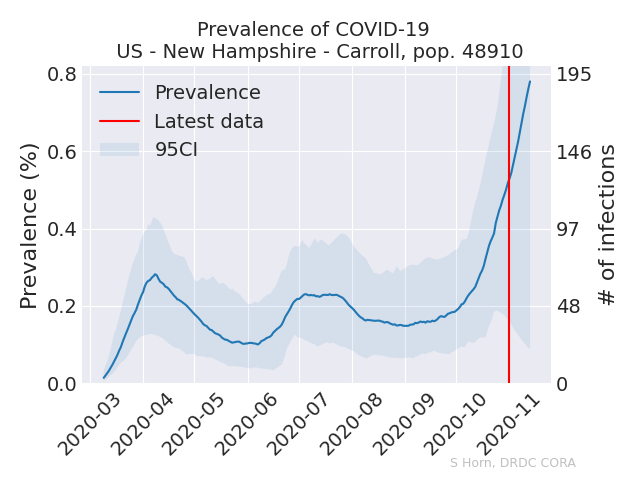 Prevalence of COVID-19
US - New Hampshire - Carroll, pop. 48910
Prevalence
Latest data
95CI
Prevalence (%)
0.8
0.6
0.4
0.2
0.0
195
146
97
48
0
# of infections
2020-03
2020-04
2020-05
2020-06
2020-07
2020-08
2020-09
2020-10
2020-11
S Horn, DRDC CORA